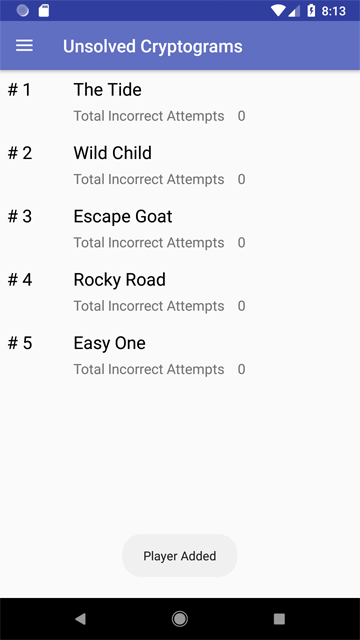 8:13
Unsolved Cryptograms
# 1 The Tide
Total Incorrect Attempts 0
# 2 Wild Child
Total Incorrect Attempts 0
# 3 Escape Goat
Total Incorrect Attempts 0
# 4 Rocky Road
Total Incorrect Attempts 0
# 5 Easy One
Total Incorrect Attempts 0
Player Added